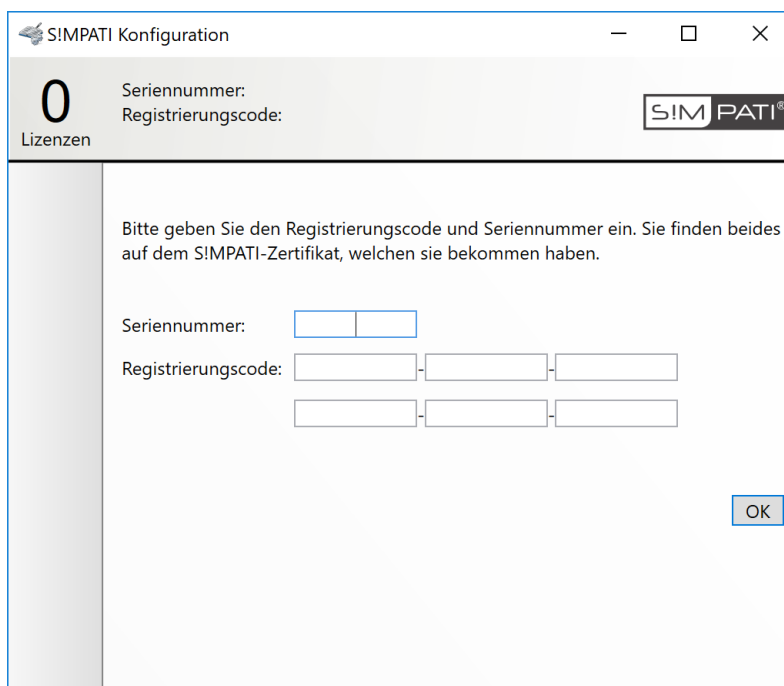 S!MPATI Konfiguration
0
Lizenzen
Seriennummer:
Registrierungscode:
S!MPATI®
Bitte geben Sie den Registrierungscode und Seriennummer ein. Sie finden beides
auf dem S!MPATI-Zertifikat, welchen sie bekommen haben.
Seriennummer:
Registrierungscode: - -
- -
OK